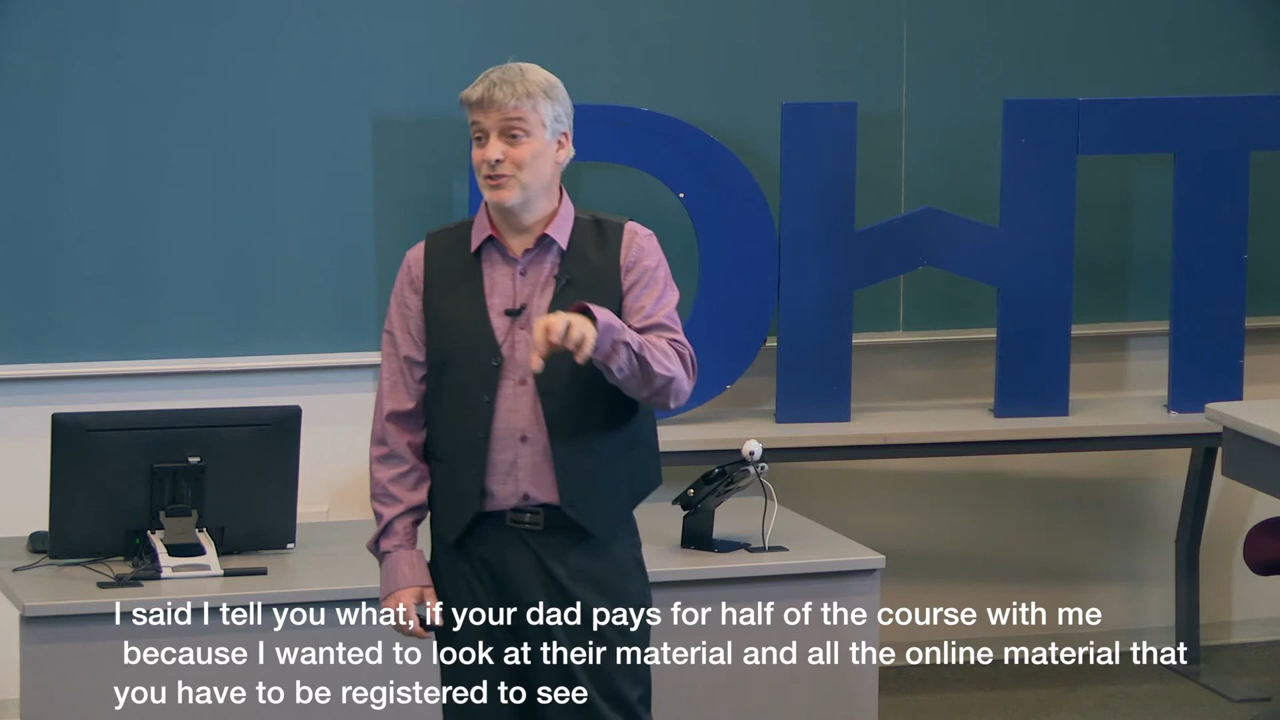 DHT
I said I tell you what, if your dad pays for half of the course with me
because I wanted to look at their material and all the online material that
you have to be registered to see